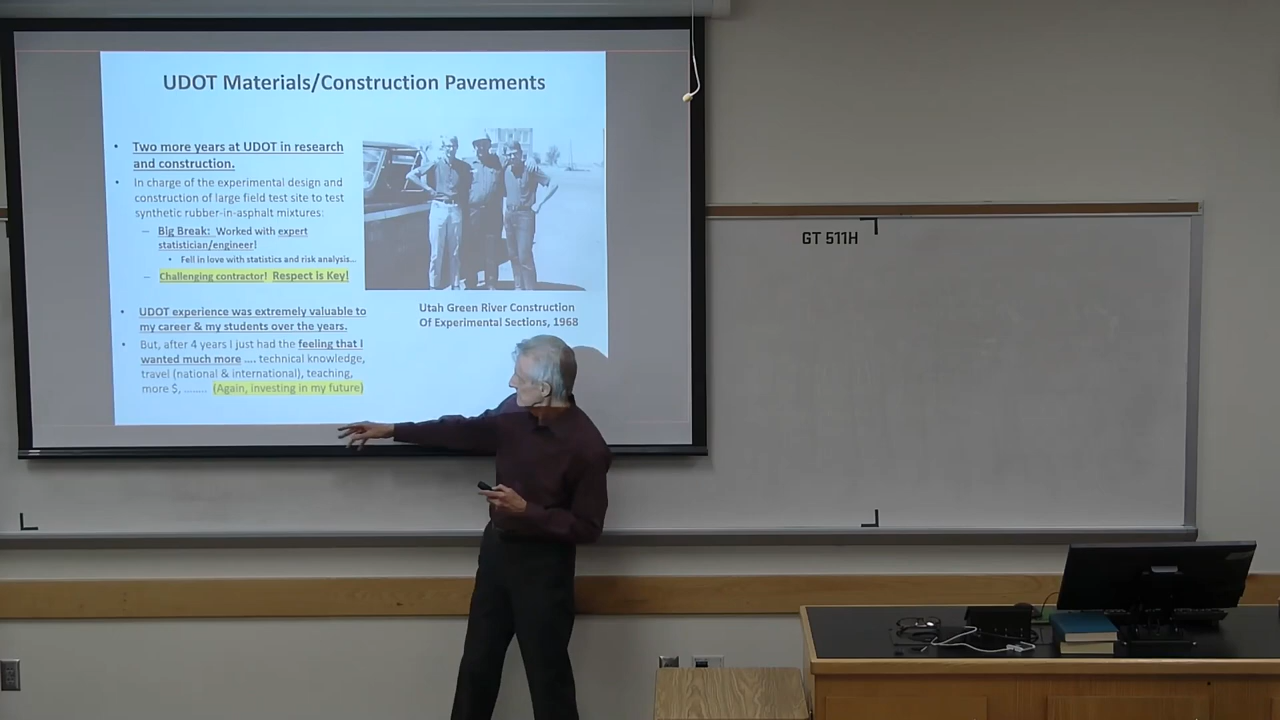 UDOT Materials/Construction Pavements
• Two more years at UDOT in research
and construction.
• In charge of the experimental design and
construction of large field test site to test
synthetic rubber-in-asphalt mixtures:
– Big Break: Worked with expert
statistician/engineer!
• Fell in love with statistics and risk analysis...
– Challenging contractor! Respect is Key!
• UDOT experience was extremely valuable to
my career & my students over the years.
• But, after 4 years I just had the feeling that I
wanted much more .... technical knowledge,
travel (national & international), teaching,
more $, ........ (Again, investing in my future)
Utah Green River Construction
Of Experimental Sections, 1968
GT 511H